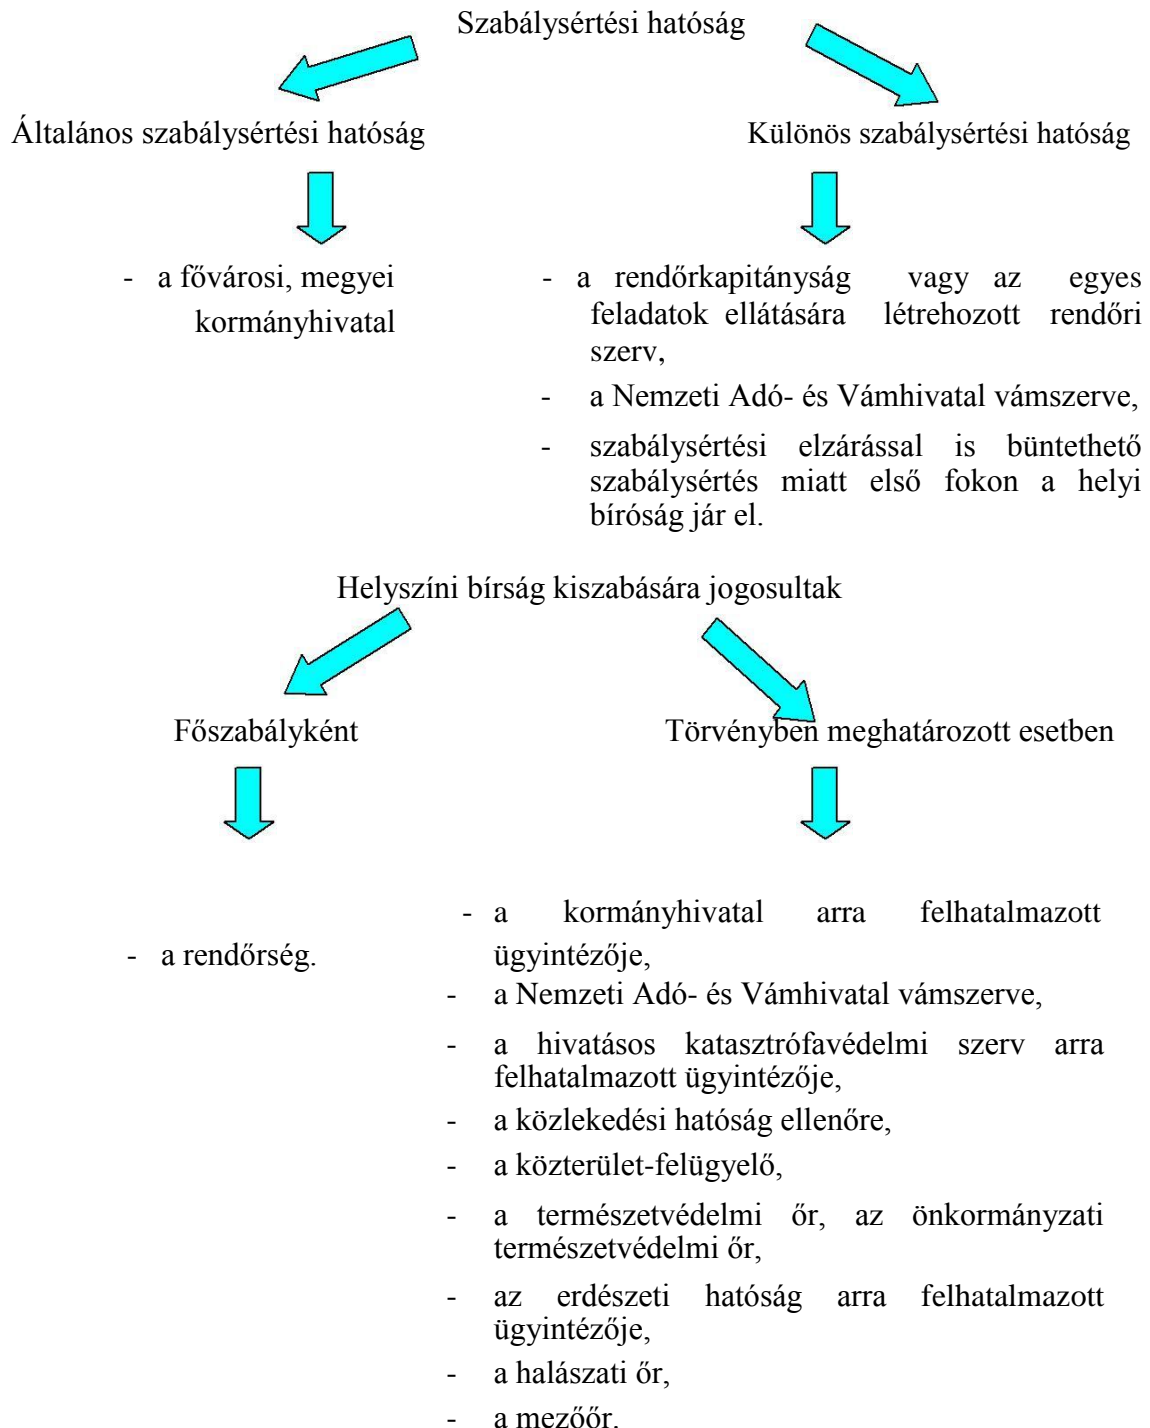 Szabálysértési hatóság
Általános szabálysértési hatóság
Különös szabálysértési hatóság
- a fővárosi, megyei
kormányhivatal
- a rendőrkapitányság vagy az egyes
feladatok ellátására létrehozott rendőri
szerv,
- a Nemzeti Adó- és Vámhivatal vámszerve,
- szabálysértési elzárással is büntethető
szabálysértés miatt első fokon a helyi
bíróság jár el.
Helyszíni bírság kiszabására jogosultak
Főszabályként
Törvényben meghatározott esetben
- a rendőrség.
- a kormányhivatal arra felhatalmazott
ügyintézője,
- a Nemzeti Adó- és Vámhivatal vámszerve,
- a hivatásos katasztrófavédelmi szerv arra
felhatalmazott ügyintézője,
- a közlekedési hatóság ellenőre,
- a közterület-felügyelő,
- a természetvédelmi őr, az önkormányzati
természetvédelmi őr,
- az erdészeti hatóság arra felhatalmazott
ügyintézője,
- a halászati őr,
- a mezőőr.